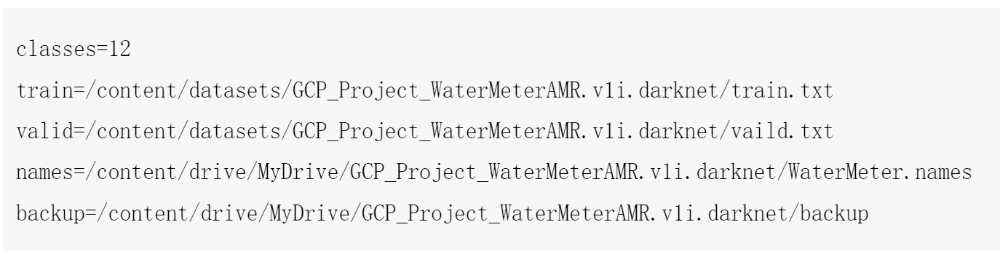 classes=12
train=/content/datasets/GCP_Project_WaterMeterAMR.v1i.darknet/train.txt
valid=/content/datasets/GCP_Project_WaterMeterAMR.v1i.darknet/vaild.txt
names=/content/drive/MyDrive/GCP_Project_WaterMeterAMR.v1i.darknet/WaterMeter.names
backup=/content/drive/MyDrive/GCP_Project_WaterMeterAMR.v1i.darknet/backup